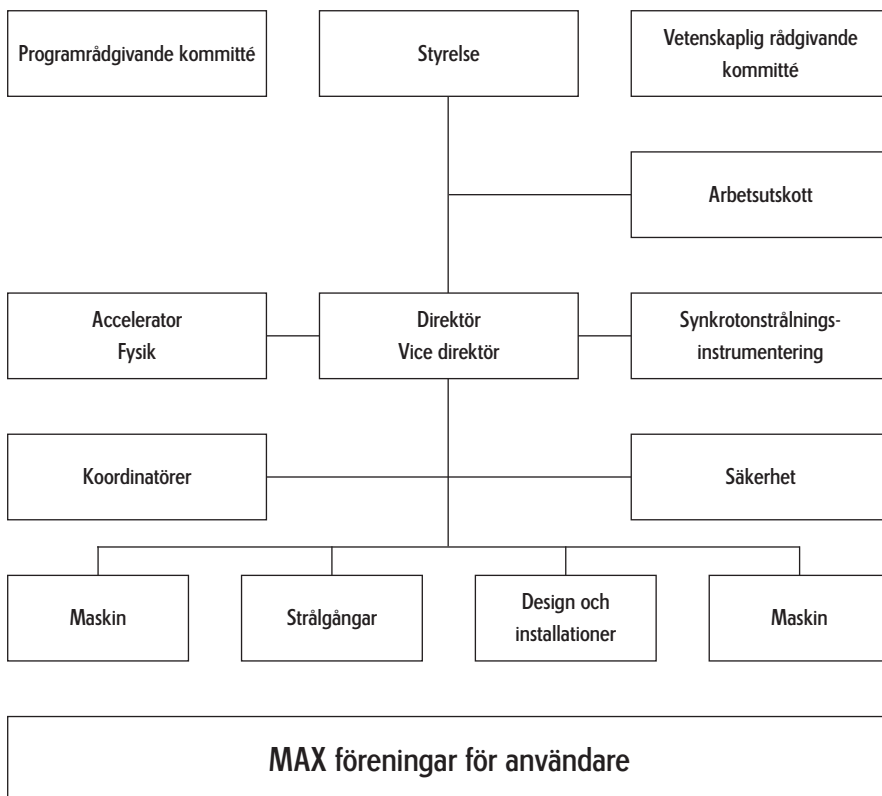 Programrådgivande kommitté
Styrelse
Vetenskaplig rådgivande
kommitté
Arbetsutskott
Accelerator
Fysik
Direktör
Vice direktör
Synkrotonstrålnings-
instrumentering
Koordinatörer
Säkerhet
Maskin
Strålgångar
Design och
installationer
Maskin
MAX föreningar för användare